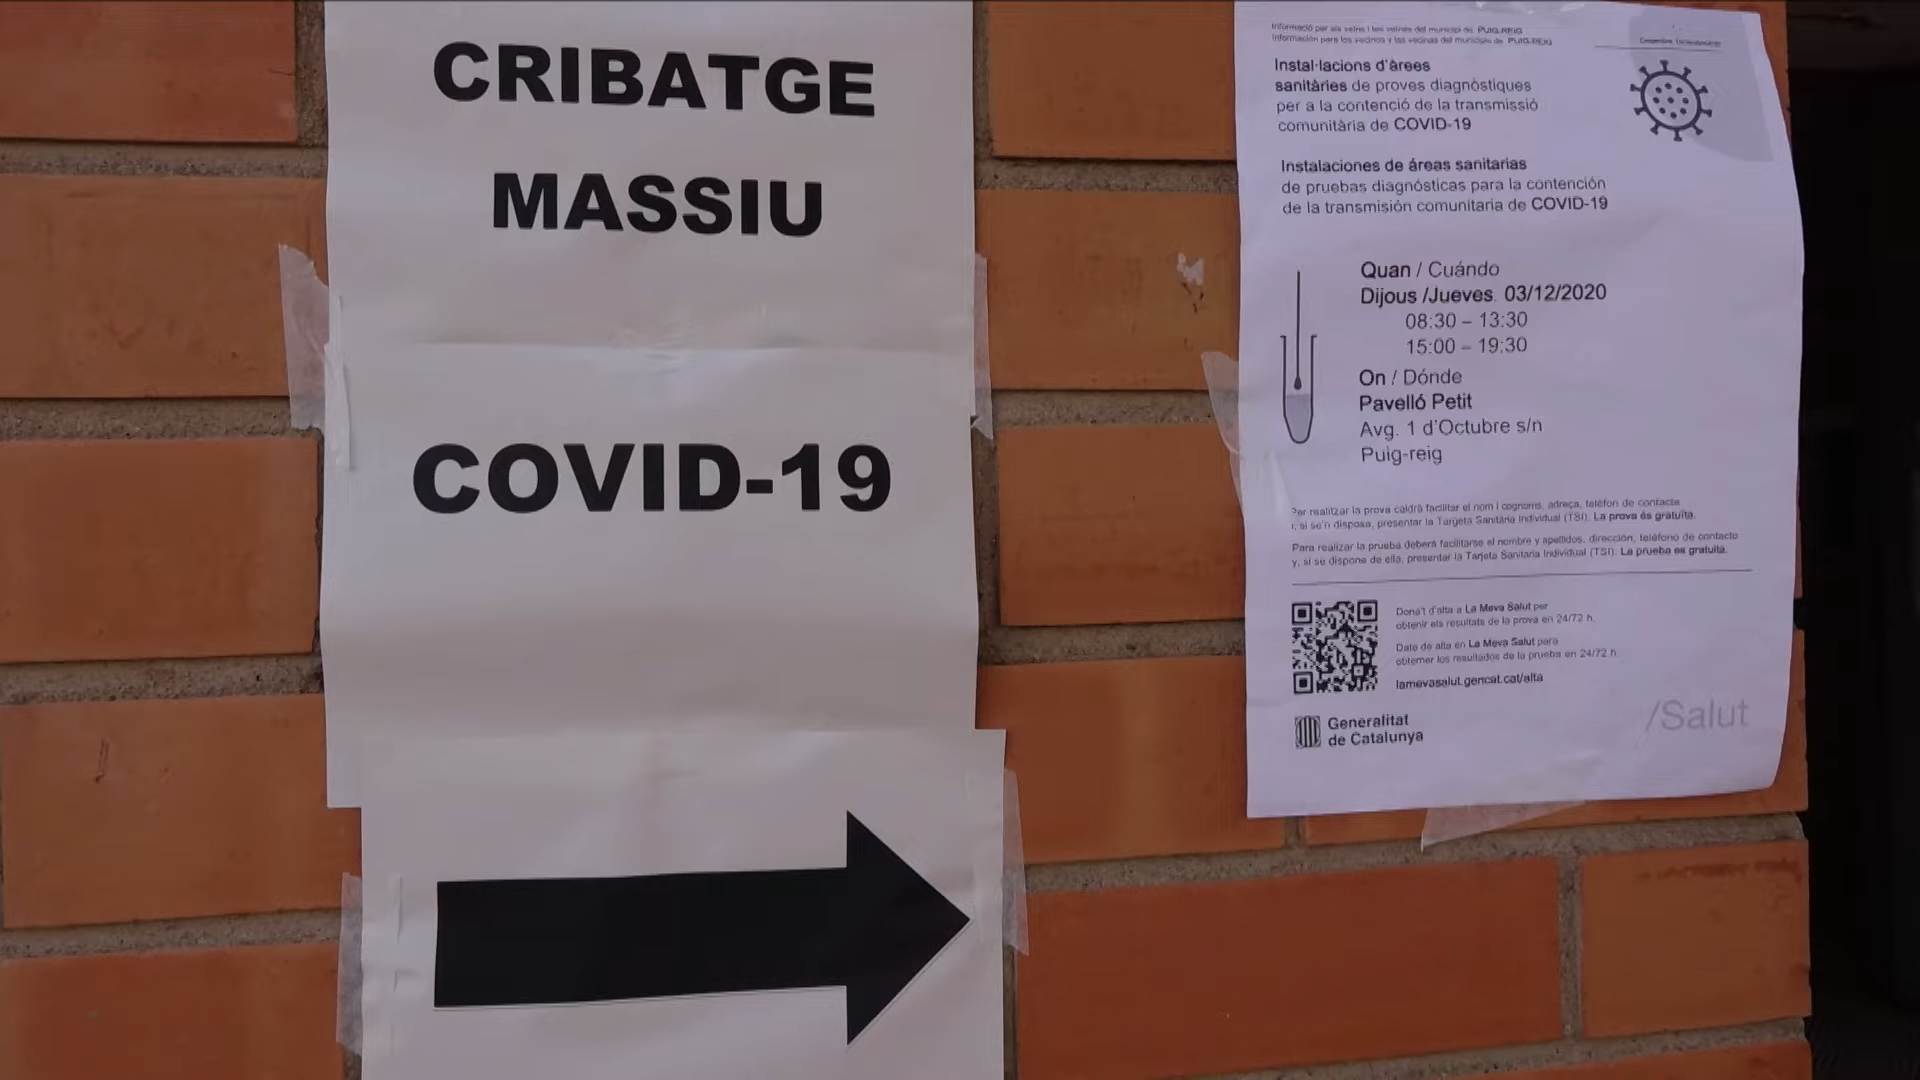 CRIBATGE
MASSIU
COVID-19
Informació per als veïns i les veïnes del municipi de PUIG-REIG
Información para los vecinos y las vecinas del municipio de PUIG-REIG
Instal·lacions d'àrees
sanitàries de proves diagnòstiques
per a la contenció de la transmissió
comunitària de COVID-19
Instalaciones de áreas sanitarias
de pruebas diagnósticas para la contención
de la transmisión comunitaria de COVID-19
Quan / Cuándo
Dijous /Jueves 03/12/2020
08:30 – 13:30
15:00 – 19:30
On / Dónde
Pavelló Petit
Avg. 1 d'Octubre s/n
Puig-reig
Per realitzar la prova caldrà facilitar el nom i cognoms, adreça, telèfon de contacte
i, si se'n disposa, presentar la Targeta Sanitària Individual (TSI). La prova és gratuïta.
Para realizar la prueba deberá facilitarse el nombre y apellidos, dirección, teléfono de contacto
y, si se dispone de ella, presentar la Tarjeta Sanitaria Individual (TSI). La prueba es gratuita.
Dona't d'alta a La Meva Salut per
obtenir els resultats de la prova en 24/72 h.
Date de alta en La Meva Salut para
obtener los resultados de la prueba en 24/72 h.
lamevasalut.gencat.cat/alta
Generalitat
de Catalunya
/Salut